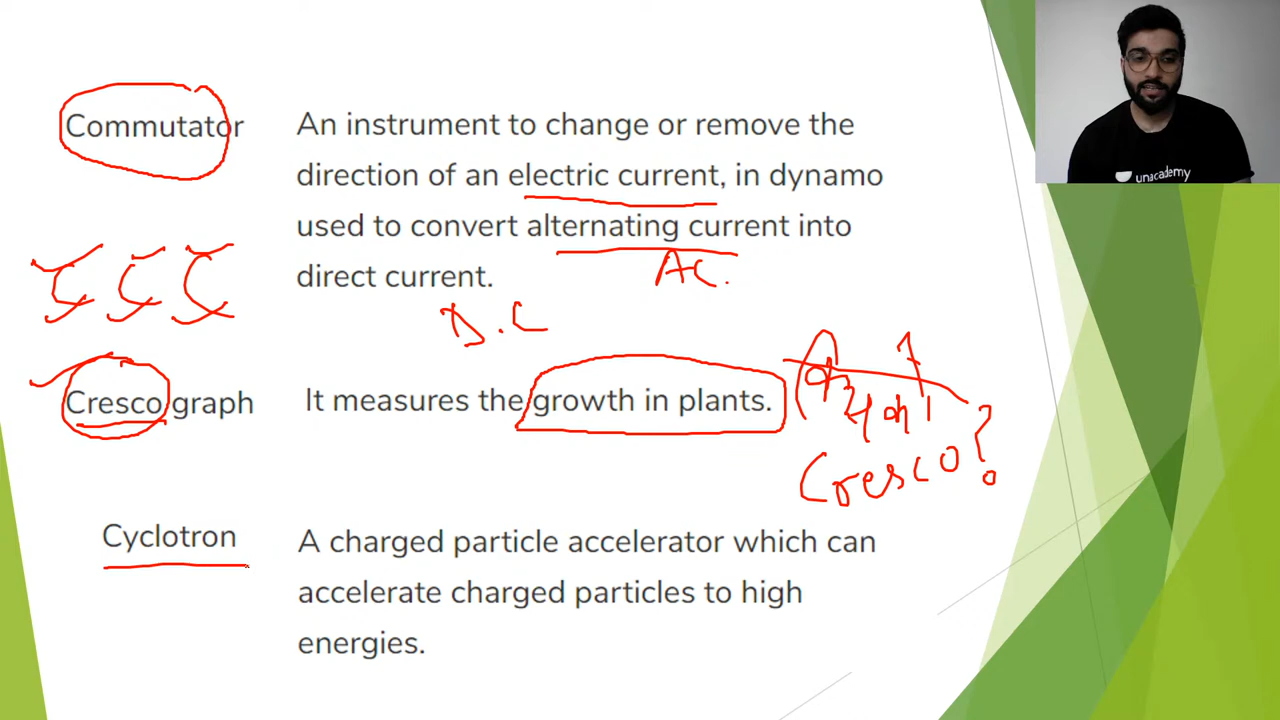 Commutator
An instrument to change or remove the
direction of an electric current, in dynamo
used to convert alternating current into
direct current.
AC.
D.C
Crescograph
It measures the growth in plants.
Cresco?
Cyclotron
A charged particle accelerator which can
accelerate charged particles to high
energies.
unacademy